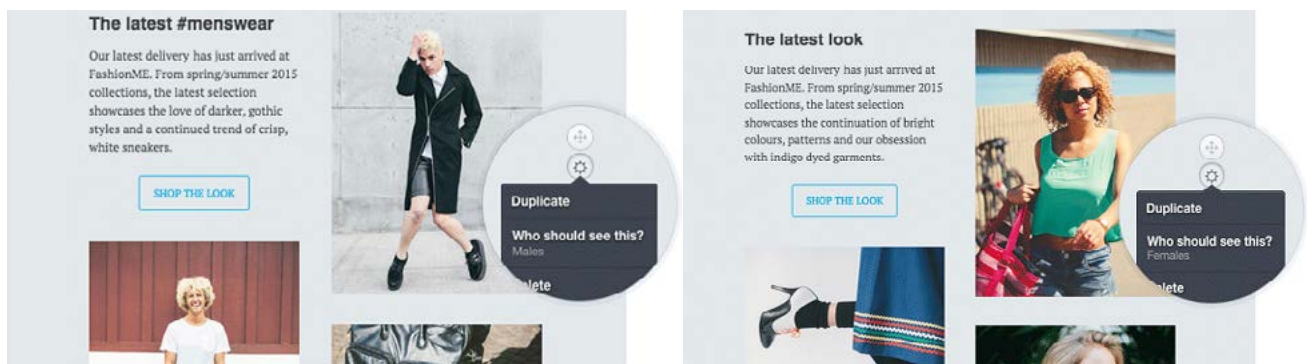 The latest #menswear
Our latest delivery has just arrived at
FashionME. From spring/summer 2015
collections, the latest selection
showcases the love of darker, gothic
styles and a continued trend of crisp,
white sneakers.
SHOP THE LOOK
Duplicate
Who should see this?
Males
elete
The latest look
Our latest delivery has just arrived at
FashionME. From spring/summer 2015
collections, the latest selection
showcases the continuation of bright
colours, patterns and our obsession
with indigo dyed garments.
SHOP THE LOOK
Duplicate
Who should see this?
Females
elete